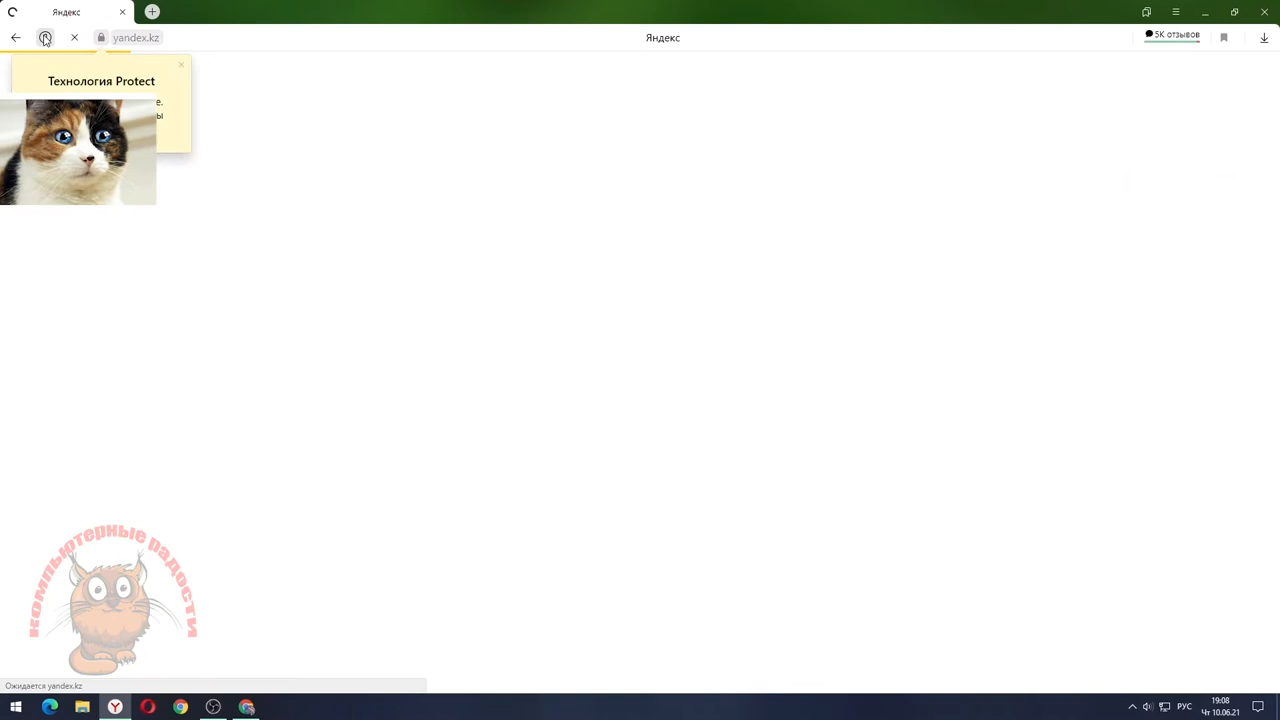 Яндекс
yandex.kz
Яндекс
5K отзывов
Технология Protect
е.
ы
компьютерные радости
Ожидается yandex.kz
РУС
19:08
Чт 10.06.21